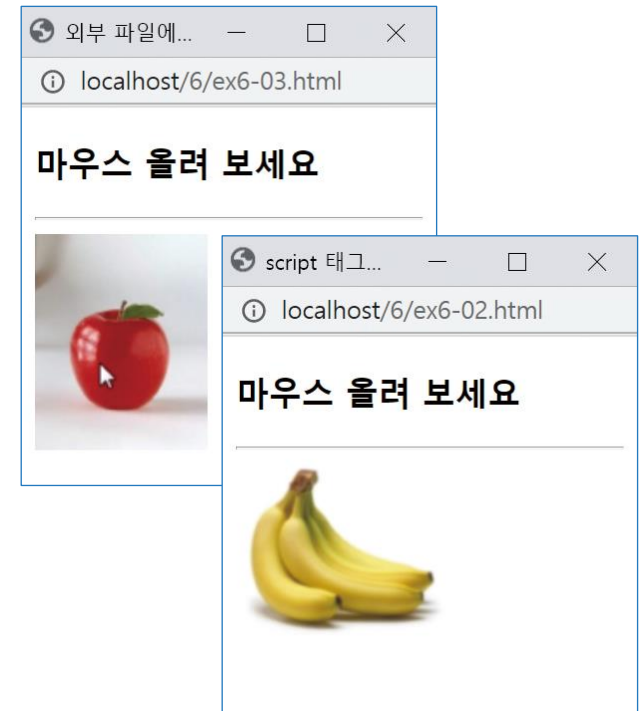 외부 파일에...
localhost/6/ex6-03.html
마우스 올려 보세요
script 태그...
localhost/6/ex6-02.html
마우스 올려 보세요